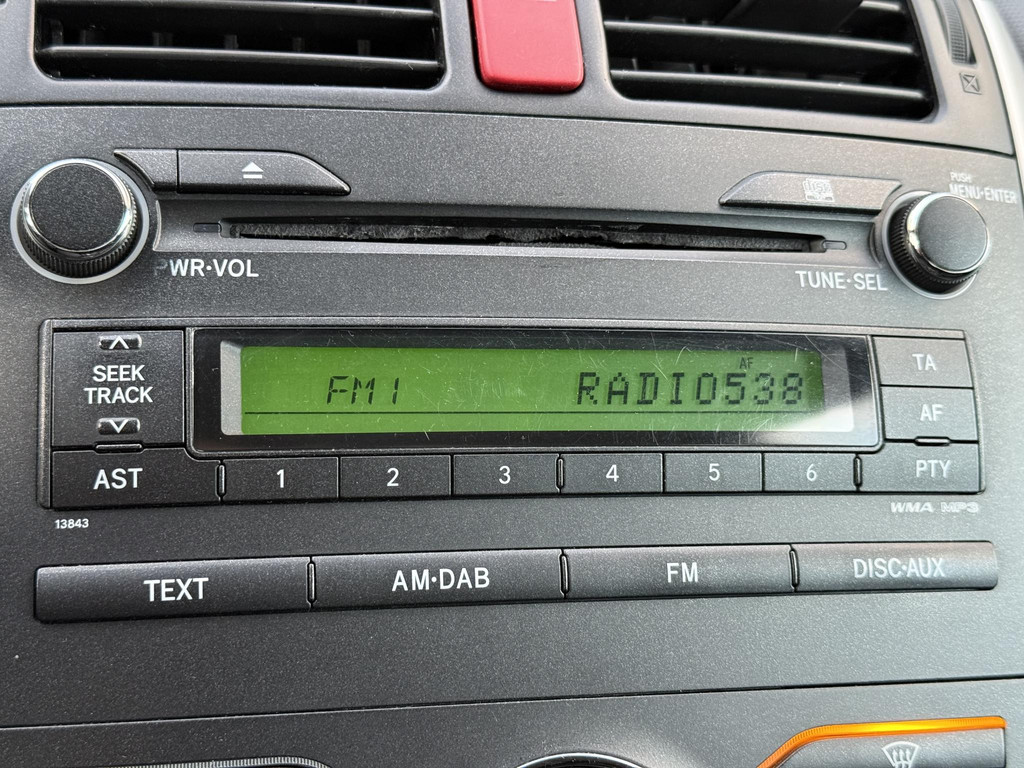 PUSH
MENU·ENTER
PWR·VOL
TUNE·SEL
SEEK
TRACK
AF
FM1 RADIO538
TA
AF
AST 1 2 3 4 5 6 PTY
13843
WMA MP3
TEXT AM·DAB FM DISC·AUX